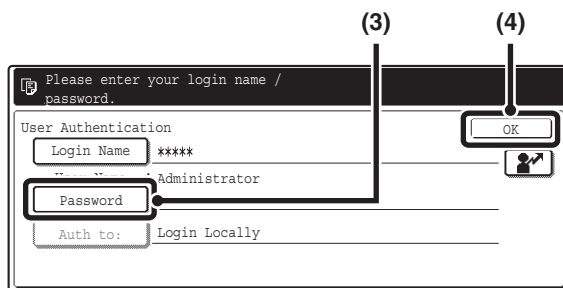 (3) (4)
Please enter your login name /
password.
User Authentication
OK
Login Name *****
Administrator
Password
Auth to: Login Locally